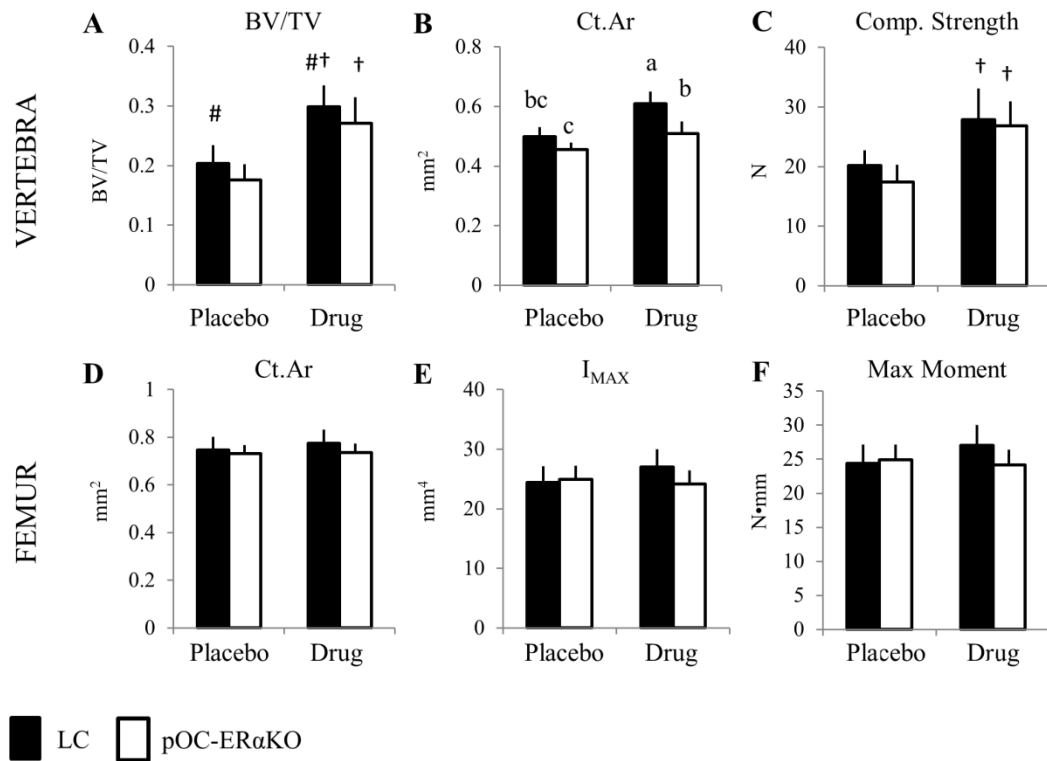 A BV/TV
B Ct.Ar
C Comp. Strength
VERTEBRA
BV/TV
0.4
0.3
0.2
0.1
0
#
#†
†
Placebo Drug
mm²
0.8
0.6
0.4
0.2
0
bc
c
a
b
Placebo Drug
N
40
30
20
10
0
†
†
Placebo Drug
D Ct.Ar
E IMAX
F Max Moment
FEMUR
mm²
1
0.8
0.6
0.4
0.2
0
Placebo Drug
mm⁴
40
30
20
10
0
Placebo Drug
N•mm
35
30
25
20
15
10
5
0
Placebo Drug
LC pOC-ERαKO